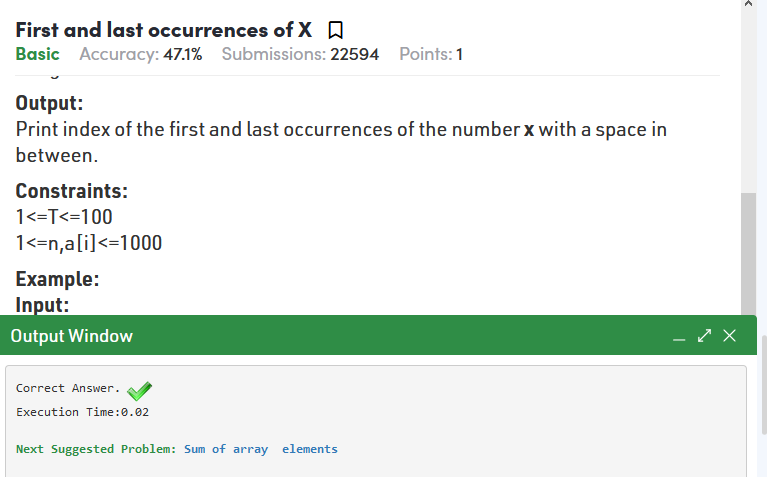 First and last occurrences of X
Basic Accuracy: 47.1% Submissions: 22594 Points: 1
Output:
Print index of the first and last occurrences of the number x with a space in
between.
Constraints:
1<=T<=100
1<=n,a[i]<=1000
Example:
Input:
Output Window
Correct Answer.
Execution Time:0.02
Next Suggested Problem: Sum of array elements